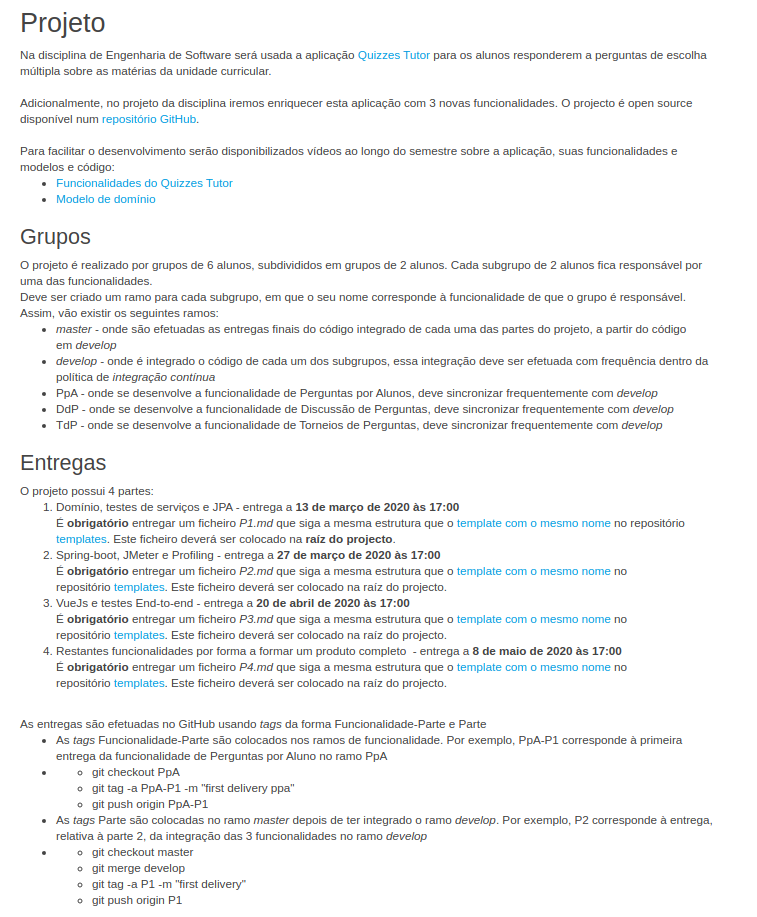 Projeto
Na disciplina de Engenharia de Software será usada a aplicação Quizzes Tutor para os alunos responderem a perguntas de escolha
múltipla sobre as matérias da unidade curricular.
Adicionalmente, no projeto da disciplina iremos enriquecer esta aplicação com 3 novas funcionalidades. O projecto é open source
disponível num repositório GitHub.
Para facilitar o desenvolvimento serão disponibilizados vídeos ao longo do semestre sobre a aplicação, suas funcionalidades e
modelos e código:
• Funcionalidades do Quizzes Tutor
• Modelo de domínio
Grupos
O projeto é realizado por grupos de 6 alunos, subdivididos em grupos de 2 alunos. Cada subgrupo de 2 alunos fica responsável por
uma das funcionalidades.
Deve ser criado um ramo para cada subgrupo, em que o seu nome corresponde à funcionalidade de que o grupo é responsável.
Assim, vão existir os seguintes ramos:
• master - onde são efetuadas as entregas finais do código integrado de cada uma das partes do projeto, a partir do código
em develop
• develop - onde é integrado o código de cada um dos subgrupos, essa integração deve ser efetuada com frequência dentro da
política de integração contínua
• PpA - onde se desenvolve a funcionalidade de Perguntas por Alunos, deve sincronizar frequentemente com develop
• DdP - onde se desenvolve a funcionalidade de Discussão de Perguntas, deve sincronizar frequentemente com develop
• TdP - onde se desenvolve a funcionalidade de Torneios de Perguntas, deve sincronizar frequentemente com develop
Entregas
O projeto possui 4 partes:
1. Domínio, testes de serviços e JPA - entrega a 13 de março de 2020 às 17:00
É obrigatório entregar um ficheiro P1.md que siga a mesma estrutura que o template com o mesmo nome no repositório
templates. Este ficheiro deverá ser colocado na raíz do projecto.
2. Spring-boot, JMeter e Profiling - entrega a 27 de março de 2020 às 17:00
É obrigatório entregar um ficheiro P2.md que siga a mesma estrutura que o template com o mesmo nome no
repositório templates. Este ficheiro deverá ser colocado na raíz do projecto.
3. VueJs e testes End-to-end - entrega a 20 de abril de 2020 às 17:00
É obrigatório entregar um ficheiro P3.md que siga a mesma estrutura que o template com o mesmo nome no
repositório templates. Este ficheiro deverá ser colocado na raíz do projecto.
4. Restantes funcionalidades por forma a formar um produto completo - entrega a 8 de maio de 2020 às 17:00
É obrigatório entregar um ficheiro P4.md que siga a mesma estrutura que o template com o mesmo nome no
repositório templates. Este ficheiro deverá ser colocado na raíz do projecto.
As entregas são efetuadas no GitHub usando tags da forma Funcionalidade-Parte e Parte
• As tags Funcionalidade-Parte são colocados nos ramos de funcionalidade. Por exemplo, PpA-P1 corresponde à primeira
entrega da funcionalidade de Perguntas por Aluno no ramo PpA
• ◦ git checkout PpA
◦ git tag -a PpA-P1 -m "first delivery ppa"
◦ git push origin PpA-P1
• As tags Parte são colocadas no ramo master depois de ter integrado o ramo develop. Por exemplo, P2 corresponde à entrega,
relativa à parte 2, da integração das 3 funcionalidades no ramo develop
• ◦ git checkout master
◦ git merge develop
◦ git tag -a P1 -m "first delivery"
◦ git push origin P1